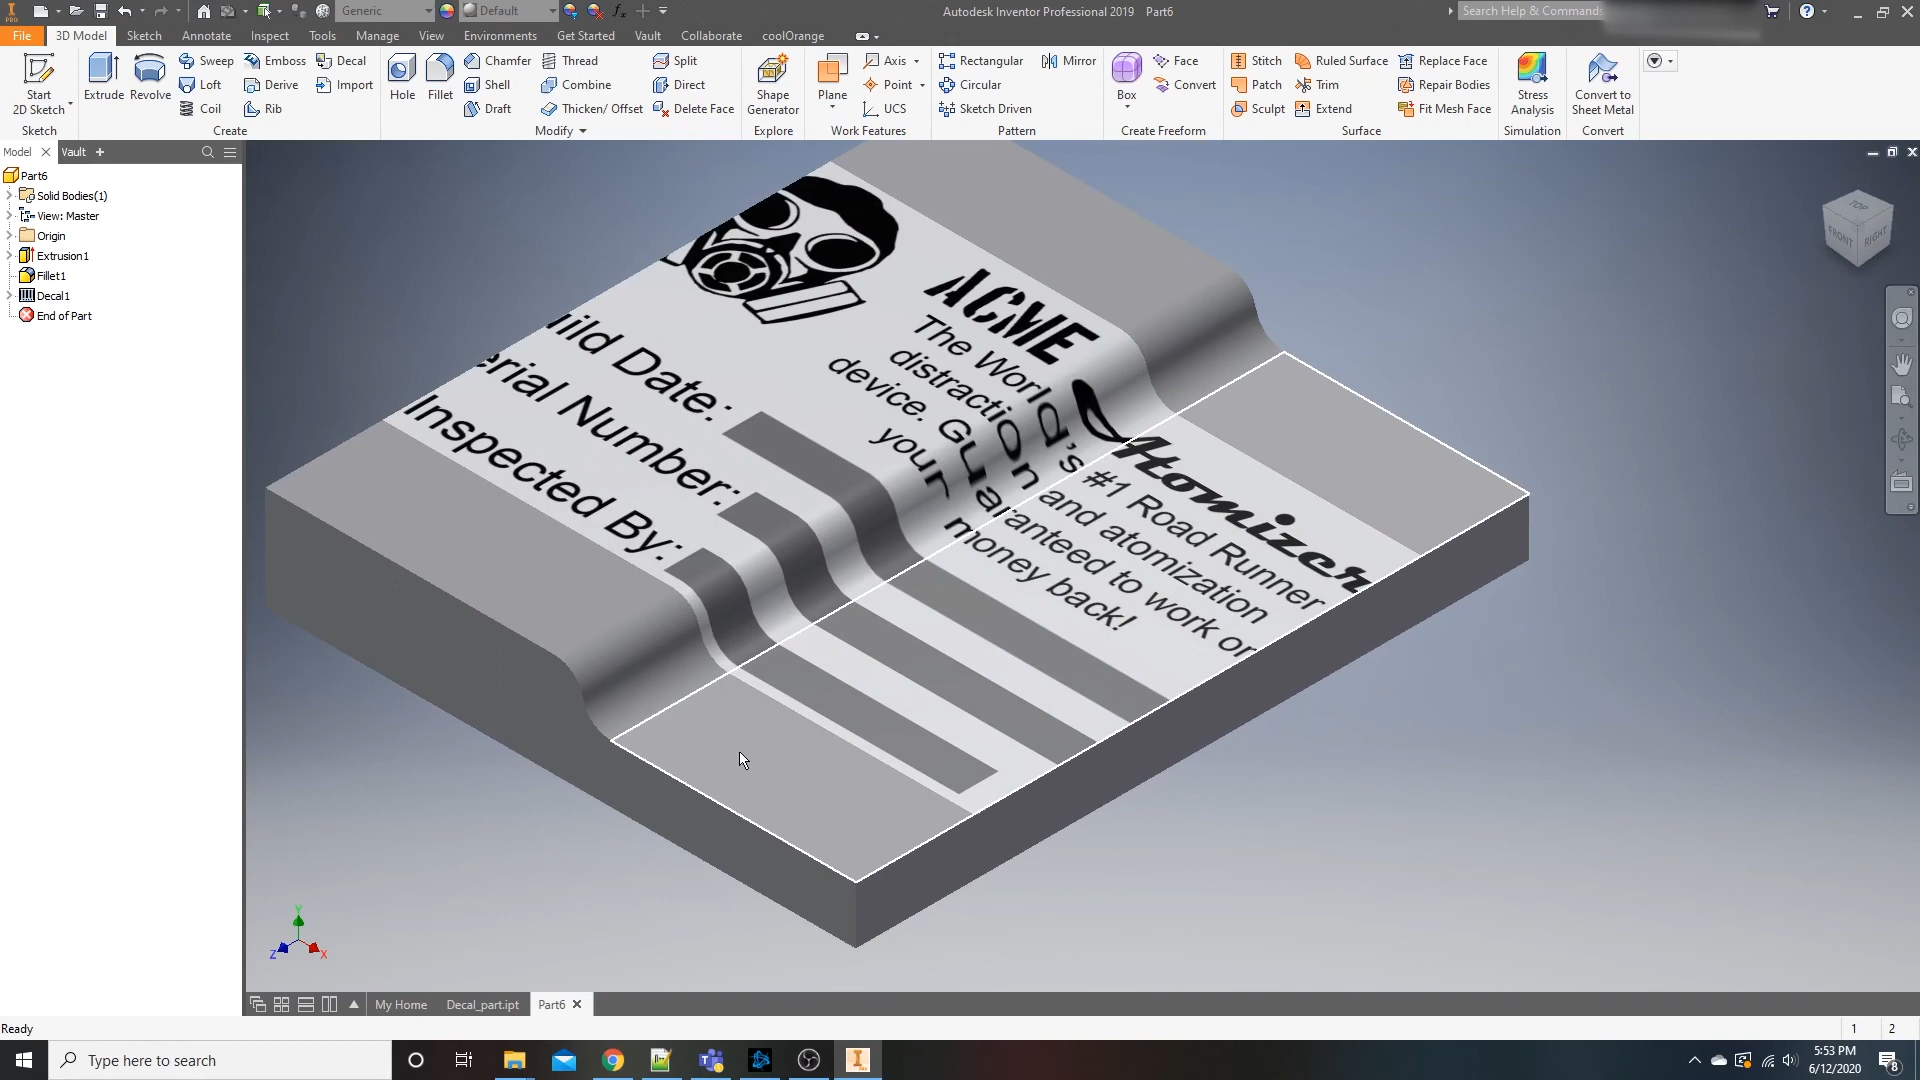 Generic
Default
Autodesk Inventor Professional 2019 Part6
Search Help & Commands
File 3D Model Sketch Annotate Inspect Tools Manage View Environments Get Started Vault Collaborate coolOrange
Start
2D Sketch
Extrude Revolve
Sweep Emboss Decal
Loft Derive Import
Coil Rib
Hole Fillet
Chamfer Thread Split
Shell Combine Direct
Draft Thicken/ Offset Delete Face
Shape
Generator
Plane
Axis
Point
UCS
Rectangular Mirror
Circular
Sketch Driven
Box
Face
Convert
Stitch Ruled Surface Replace Face
Patch Trim Repair Bodies
Sculpt Extend Fit Mesh Face
Stress
Analysis
Convert to
Sheet Metal
Sketch Create Modify Explore Work Features Pattern Create Freeform Surface Simulation Convert
Model Vault
Part6
Solid Bodies(1)
View: Master
Origin
Extrusion1
Fillet1
Decal1
End of Part
TOP
FRONT RIGHT
ACME
Atomizer
The World's #1 Road Runner
distraction and atomization
device. Guaranteed to work or
your money back!
uild Date:
erial Number:
Inspected By:
Y
Z X
My Home Decal_part.ipt Part6
Ready
1 2
Type here to search
5:53 PM
6/12/2020
8